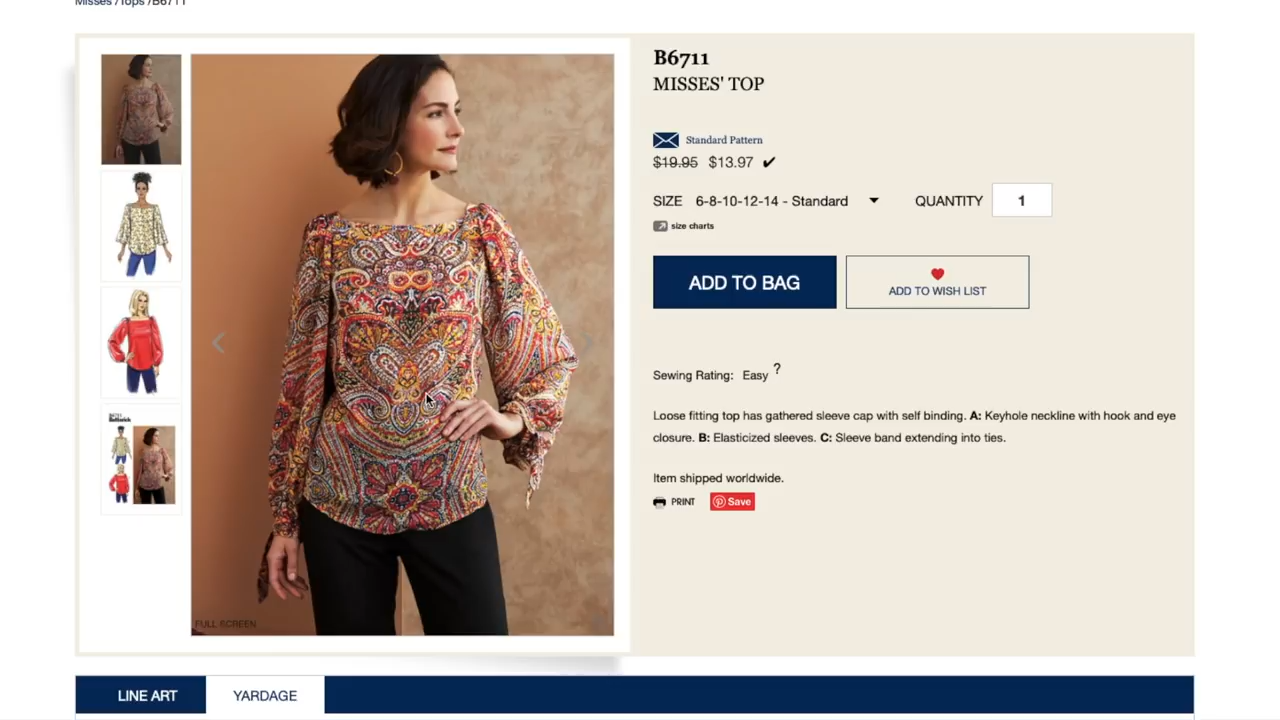 Misses /Tops /B6711
B6711
MISSES' TOP
Standard Pattern
$19.95 $13.97 ✔
SIZE 6-8-10-12-14 - Standard QUANTITY 1
size charts
ADD TO BAG
ADD TO WISH LIST
Sewing Rating: Easy ?
Loose fitting top has gathered sleeve cap with self binding. A: Keyhole neckline with hook and eye
closure. B: Elasticized sleeves. C: Sleeve band extending into ties.
Item shipped worldwide.
PRINT Save
B6711
Butterick
FULL SCREEN
LINE ART YARDAGE